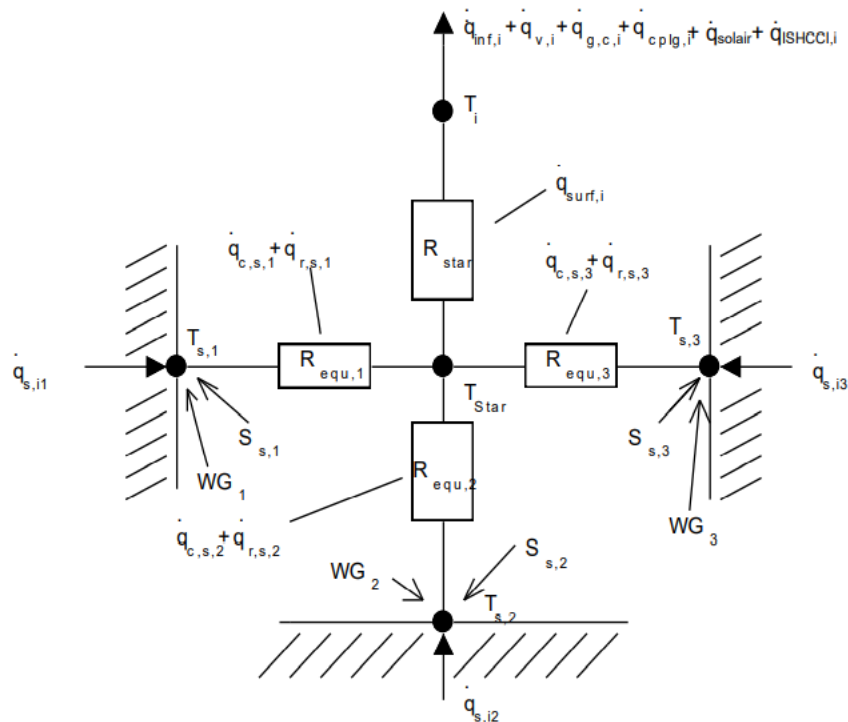 q̇inf,i + q̇v,i + q̇g,c,i + q̇cplg,i + q̇solair + q̇ISHCCI,i
Ti
q̇surf,i
Rstar
q̇c,s,1 + q̇r,s,1
q̇c,s,3 + q̇r,s,3
Ts,1
Ts,3
q̇s,i1
Requ,1
Requ,3
q̇s,i3
TStar
Ss,1
Ss,3
WG1
Requ,2
WG3
q̇c,s,2 + q̇r,s,2
Ss,2
WG2
Ts,2
q̇s,i2